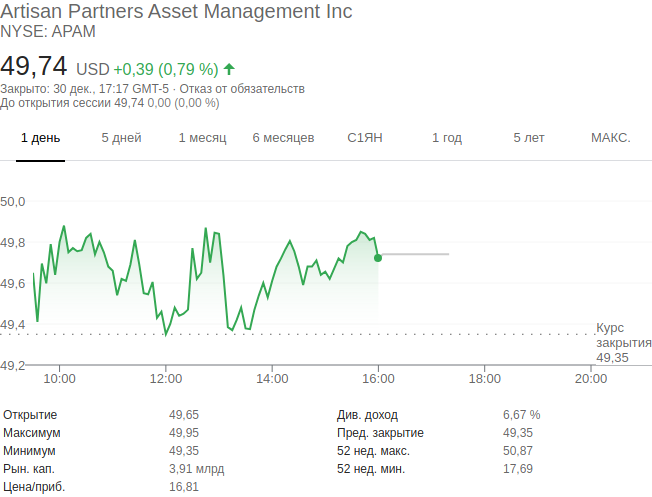 Artisan Partners Asset Management Inc
NYSE: APAM
49,74 USD +0,39 (0,79 %)
Закрыто: 30 дек., 17:17 GMT-5 · Отказ от обязательств
До открытия сессии 49,74 0,00 (0,00 %)
1 день 5 дней 1 месяц 6 месяцев С1ЯН 1 год 5 лет МАКС.
50,0
49,8
49,6
49,4
Курс
закрытия
49,35
49,2
10:00 12:00 14:00 16:00 18:00 20:00
Открытие 49,65 Див. доход 6,67 %
Максимум 49,95 Пред. закрытие 49,35
Минимум 49,35 52 нед. макс. 50,87
Рын. кап. 3,91 млрд 52 нед. мин. 17,69
Цена/приб. 16,81